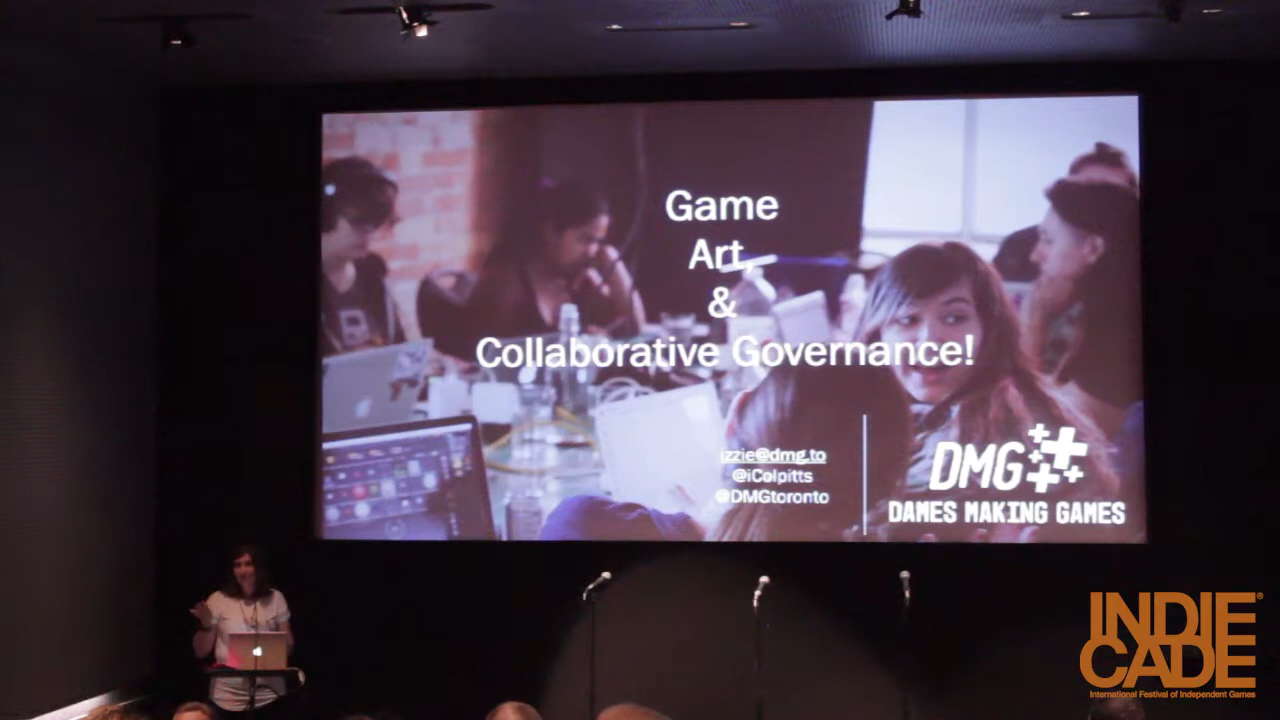 Game
Art,
&
Collaborative Governance!
izzie@dmg.to
@iColpitts
@DMGtoronto
DMG
DAMES MAKING GAMES
INDIE
CADE
International Festival of Independent Games